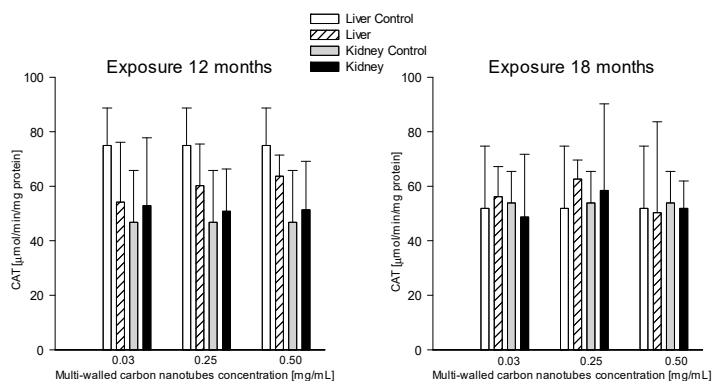 Liver Control
Liver
Kidney Control
Kidney
Exposure 12 months
Exposure 18 months
100
80
60
40
20
0
CAT [μmol/min/mg protein]
0.03
0.25
0.50
Multi-walled carbon nanotubes concentration [mg/mL]
100
80
60
40
20
0
CAT [μmol/min/mg protein]
0.03
0.25
0.50
Multi-walled carbon nanotubes concentration [mg/mL]